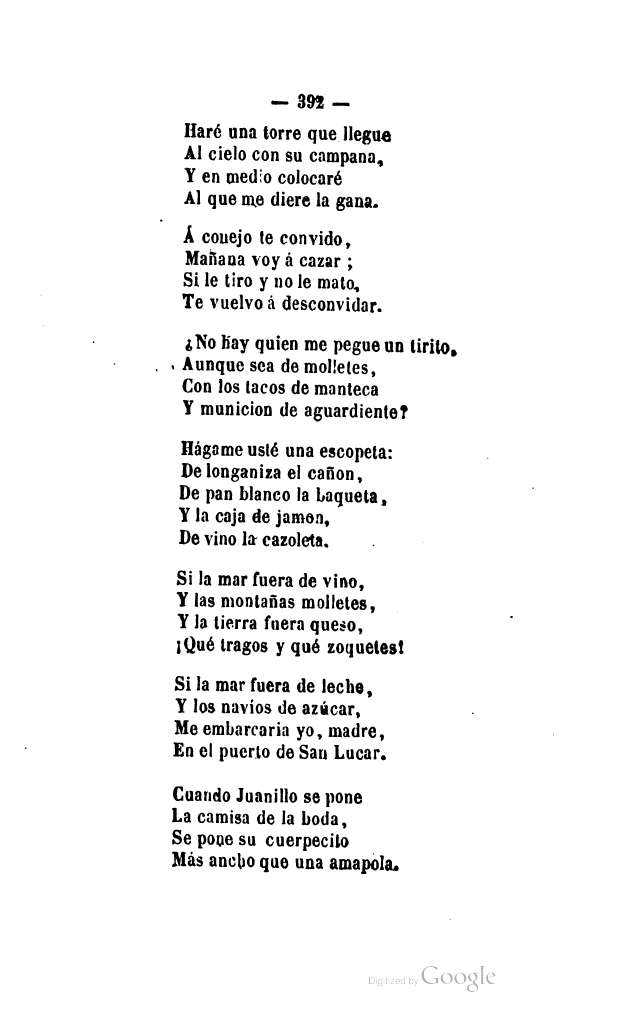 — 392 —
Haré una torre que llegue
Al cielo con su campana,
Y en medio colocaré
Al que me diere la gana.
Á conejo te convido,
Mañana voy á cazar ;
Si le tiro y no le mato,
Te vuelvo á desconvidar.
¿No hay quien me pegue un tirito,
Aunque sea de molletes,
Con los tacos de manteca
Y municion de aguardiente?
Hágame usté una escopeta:
De longaniza el cañon,
De pan blanco la baqueta,
Y la caja de jamon,
De vino la cazoleta.
Si la mar fuera de vino,
Y las montañas molletes,
Y la tierra fuera queso,
¡Qué tragos y qué zoquetes!
Si la mar fuera de leche,
Y los navios de azúcar,
Me embarcaria yo, madre,
En el puerto de San Lucar.
Cuando Juanillo se pone
La camisa de la boda,
Se pone su cuerpecito
Más ancho que una amapola.
Digitized by Google